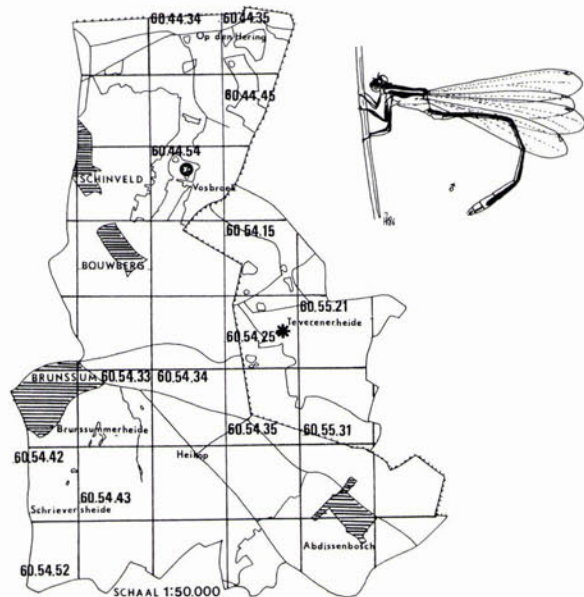 60.44.34 60.44.35
Op den Hering
60.44.45
60.44.54
SCHINVELD
Vosbroek
60.54.15
BOUWBERG
60.55.21
Tevecenerheide
60.54.25
BRUNSSUM 60.54.33 60.54.34
Brunssummerheide
60.54.35 60.55.31
60.54.42
Heikop
60.54.43
Schrieversheide
Abdissenbosch
60.54.52
SCHAAL 1:50.000
♂